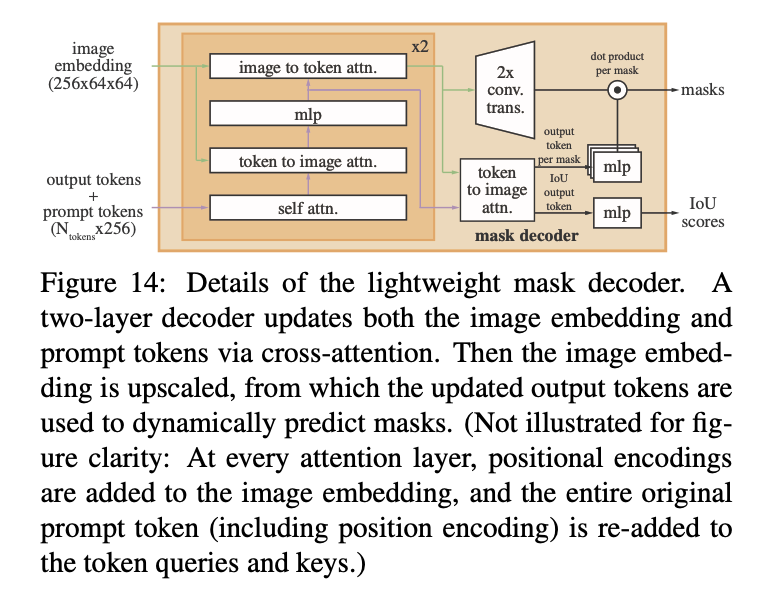 image
embedding
(256x64x64)
output tokens
+
prompt tokens
(N_tokens x256)
x2
image to token attn.
mlp
token to image attn.
self attn.
2x
conv.
trans.
dot product
per mask
masks
output
token
per mask
mlp
token
to image
attn.
IoU
output
token
mlp
IoU
scores
mask decoder
Figure 14: Details of the lightweight mask decoder. A
two-layer decoder updates both the image embedding and
prompt tokens via cross-attention. Then the image embed-
ding is upscaled, from which the updated output tokens are
used to dynamically predict masks. (Not illustrated for fig-
ure clarity: At every attention layer, positional encodings
are added to the image embedding, and the entire original
prompt token (including position encoding) is re-added to
the token queries and keys.)